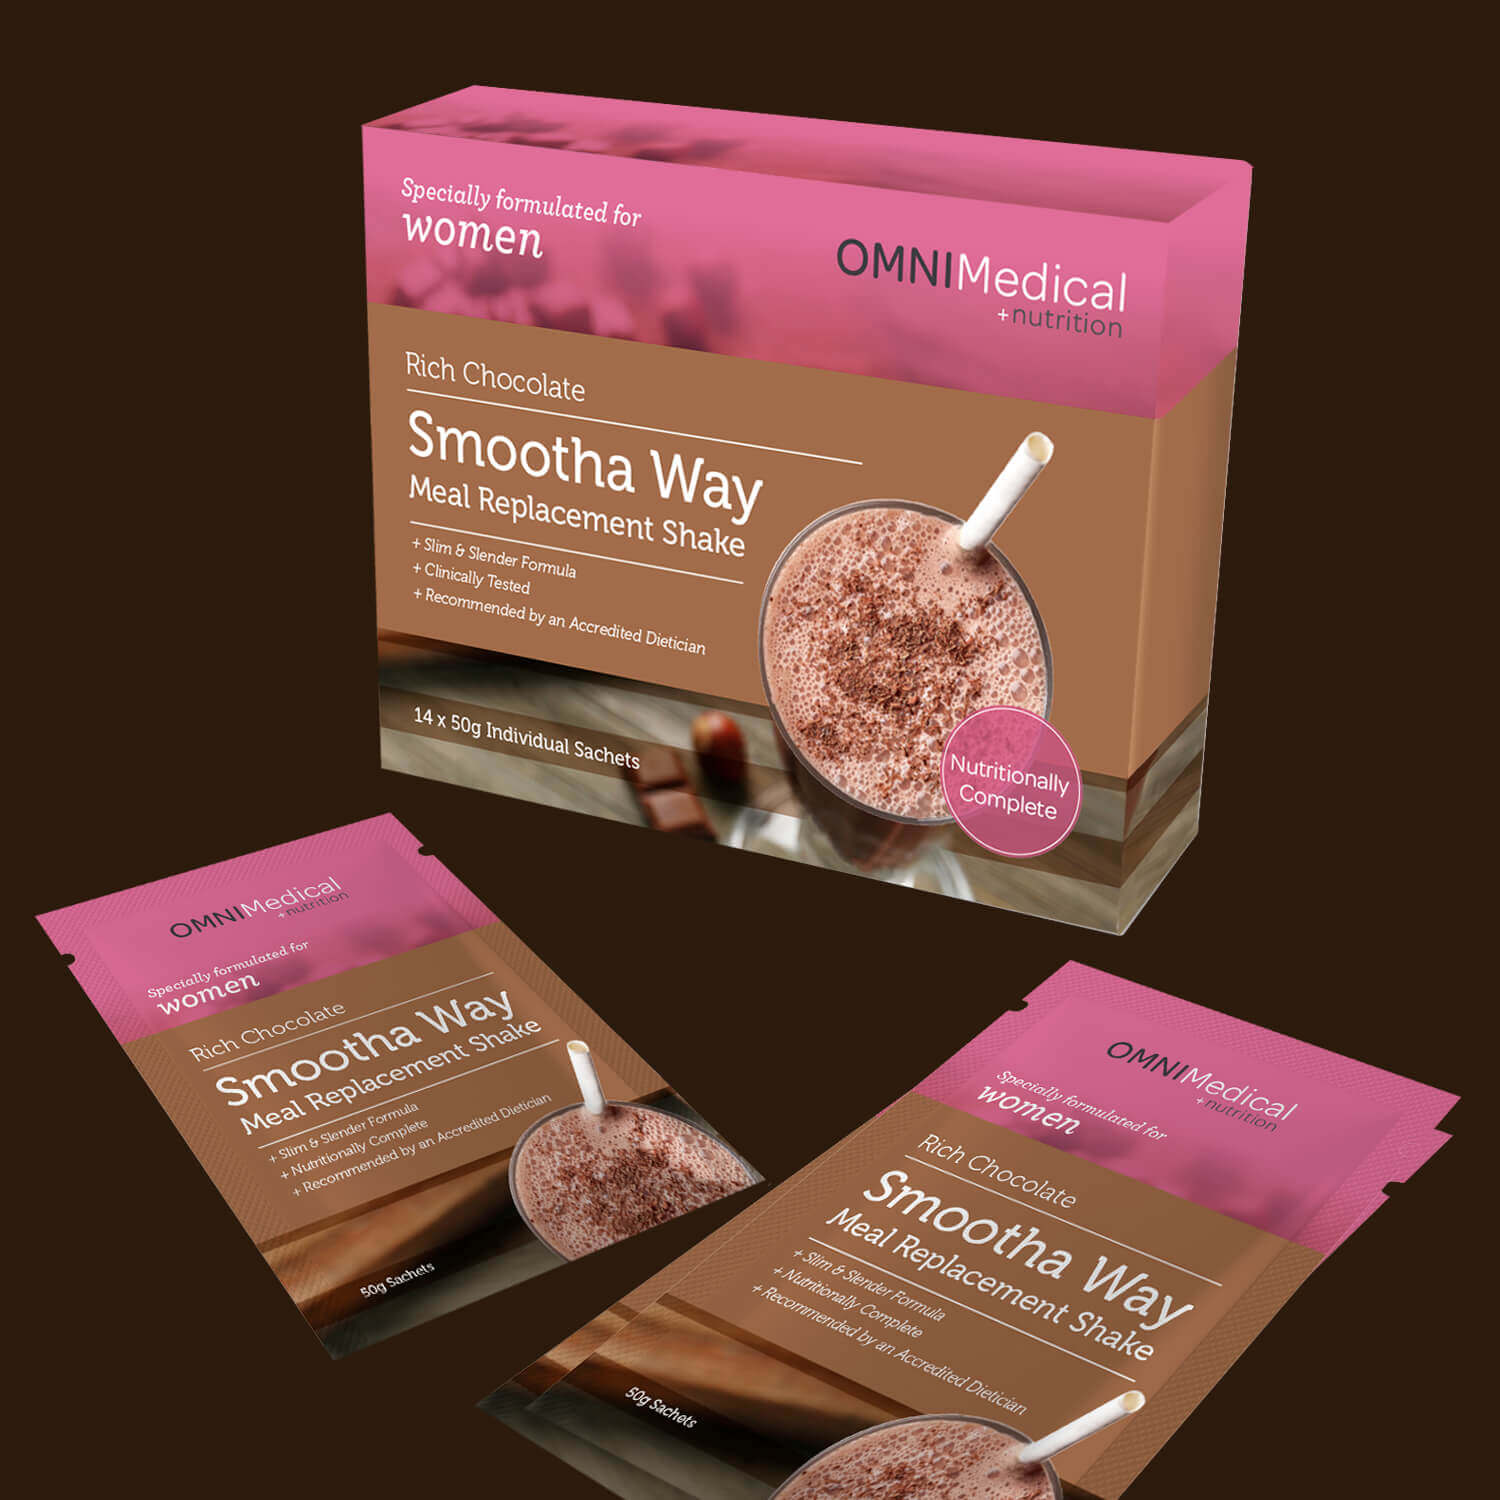 Specially formulated for
women
OMNIMedical
+nutrition
Rich Chocolate
Smootha Way
Meal Replacement Shake
+ Slim & Slender Formula
+ Clinically Tested
+ Recommended by an Accredited Dietician
14 x 50g Individual Sachets
Nutritionally
Complete
OMNIMedical
+nutrition
Specially formulated for
women
Rich Chocolate
Smootha Way
Meal Replacement Shake
+ Slim & Slender Formula
+ Nutritionally Complete
+ Recommended by an Accredited Dietician
50g Sachets
OMNIMedical
+nutrition
Specially formulated for
women
Rich Chocolate
Smootha Way
Meal Replacement Shake
+ Slim & Slender Formula
+ Nutritionally Complete
+ Recommended by an Accredited Dietician
50g Sachets